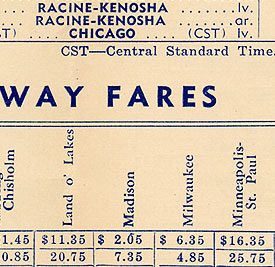 RACINE-KENOSHA ....... lv.
RACINE-KENOSHA ....... ar.
ST) .... CHICAGO .... (CST) lv.
CST—Central Standard Time.
WAY FARES
Chisholm
Land o' Lakes
Madison
Milwaukee
Minneapolis-
St. Paul
1.45 $11.35 $ 2.05 $ 6.35 $16.35
0.85 20.75 7.35 4.85 25.75